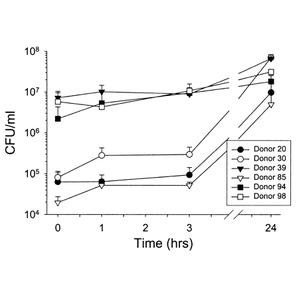 10⁸
10⁷
10⁶
10⁵
10⁴
CFU/ml
0 1 3 24
Time (hrs)
Donor 20
Donor 30
Donor 39
Donor 85
Donor 94
Donor 98